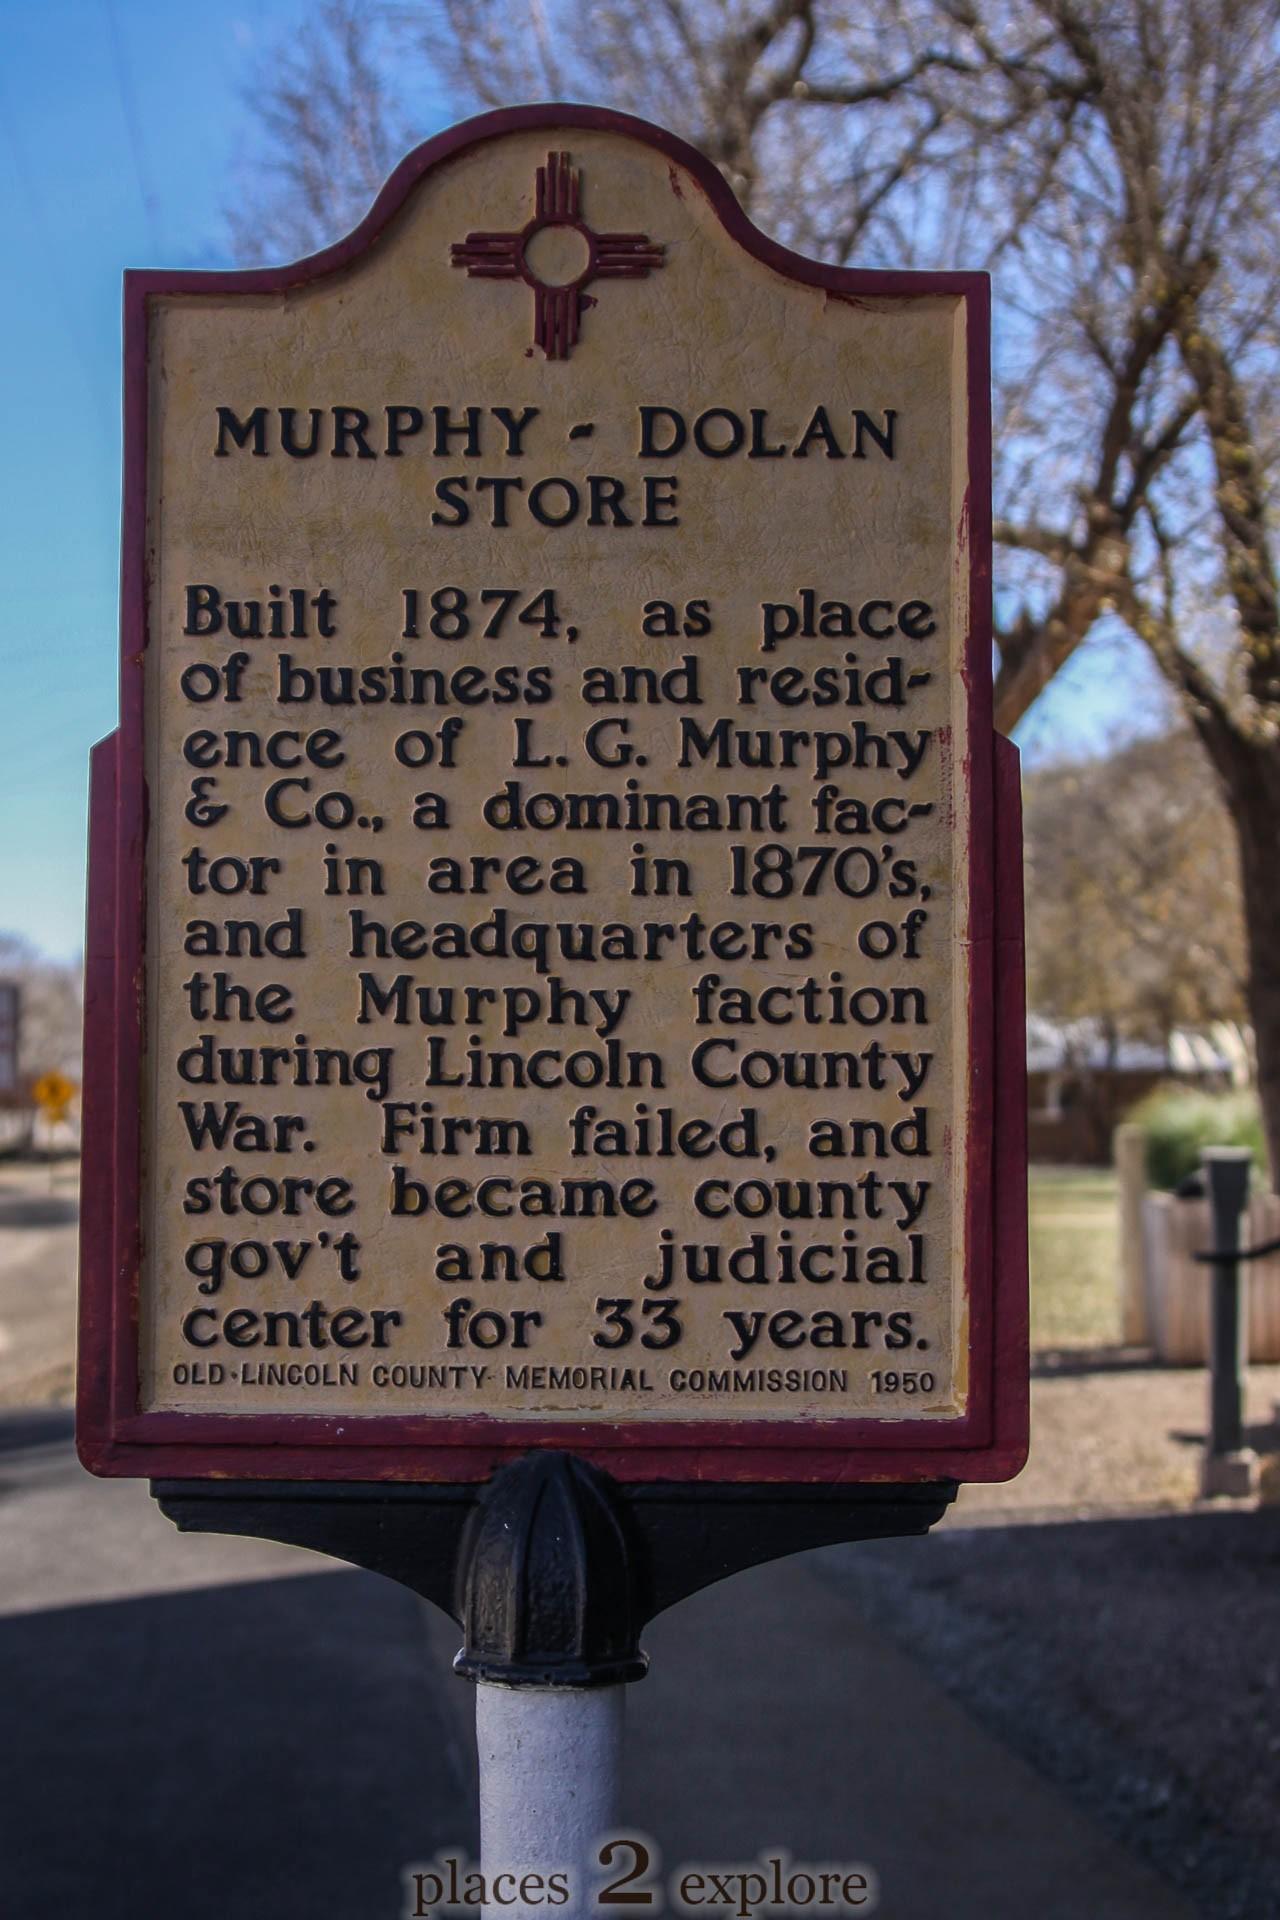 MURPHY - DOLAN
STORE
Built 1874, as place
of business and resid-
ence of L. G. Murphy
& Co., a dominant fac-
tor in area in 1870's,
and headquarters of
the Murphy faction
during Lincoln County
War. Firm failed, and
store became county
gov't and judicial
center for 33 years.
OLD LINCOLN COUNTY MEMORIAL COMMISSION 1950
places 2 explore